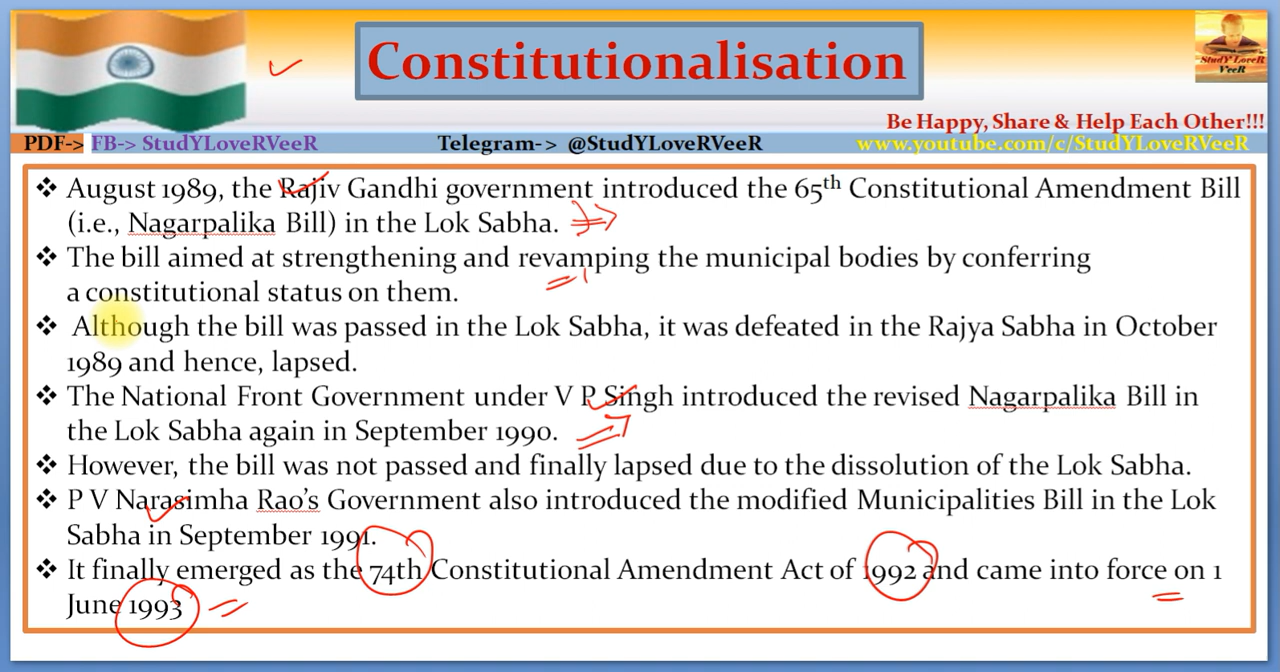 Constitutionalisation
StudY LoveR
VeeR
Be Happy, Share & Help Each Other!!!
PDF-> FB-> StudYLoveRVeeR Telegram-> @StudYLoveRVeeR www.youtube.com/c/StudYLoveRVeeR
❖ August 1989, the Rajiv Gandhi government introduced the 65th Constitutional Amendment Bill
(i.e., Nagarpalika Bill) in the Lok Sabha.
❖ The bill aimed at strengthening and revamping the municipal bodies by conferring
a constitutional status on them.
❖ Although the bill was passed in the Lok Sabha, it was defeated in the Rajya Sabha in October
1989 and hence, lapsed.
❖ The National Front Government under V P Singh introduced the revised Nagarpalika Bill in
the Lok Sabha again in September 1990.
❖ However, the bill was not passed and finally lapsed due to the dissolution of the Lok Sabha.
❖ P V Narasimha Rao's Government also introduced the modified Municipalities Bill in the Lok
Sabha in September 1991.
❖ It finally emerged as the 74th Constitutional Amendment Act of 1992 and came into force on 1
June 1993